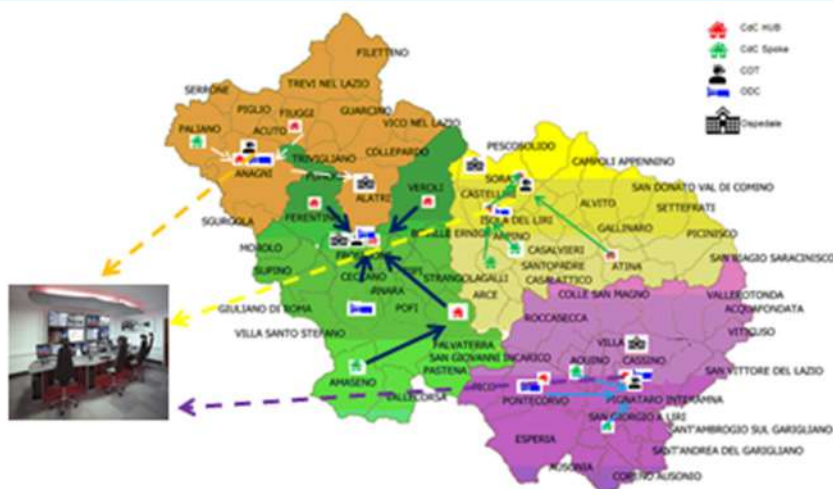 CdC HUB
CdC Spoke
COT
ODC
Ospedale
FILETTINO
TREVI NEL LAZIO
SERRONE
PIGLIO
FIUGGI
GUARCINO
ACUTO
PALIANO
VICO NEL LAZIO
COLLEPARDO
TRIVIGLIANO
ANAGNI
ALATRI
SGURGOLA
FERENTINO
VEROLI
MOROLO
SUPINO
CECCANO
ARNARA
POFI
STRANGOLAGALLI
GIULIANO DI ROMA
VILLA SANTO STEFANO
FALVATERRA
SAN GIOVANNI INCARICO
PASTENA
AMASENO
VALLECORSA
PESCOSOLIDO
CAMPOLI APPENNINO
SORA
SAN DONATO VAL DI COMINO
ALVITO
SETTEFRATI
ISOLA DEL LIRI
GALLINARO
PICINISCO
ARPINO
CASALVIERI
SANTOPADRE
ATINA
SAN BIAGIO SARACINISCO
CASALATTICO
ARCE
COLLE SAN MAGNO
VALLEROTONDA
ACQUAFONDATA
ROCCASECCA
VITICUSO
VILLA
AQUINO
CASSINO
SAN VITTORE DEL LAZIO
PONTECORVO
PIGNATARO INTERAMNA
SAN GIORGIO A LIRI
SANT'AMBROGIO SUL GARIGLIANO
ESPERIA
SANT'ANDREA DEL GARIGLIANO
AUSONIA
CORENO AUSONIO